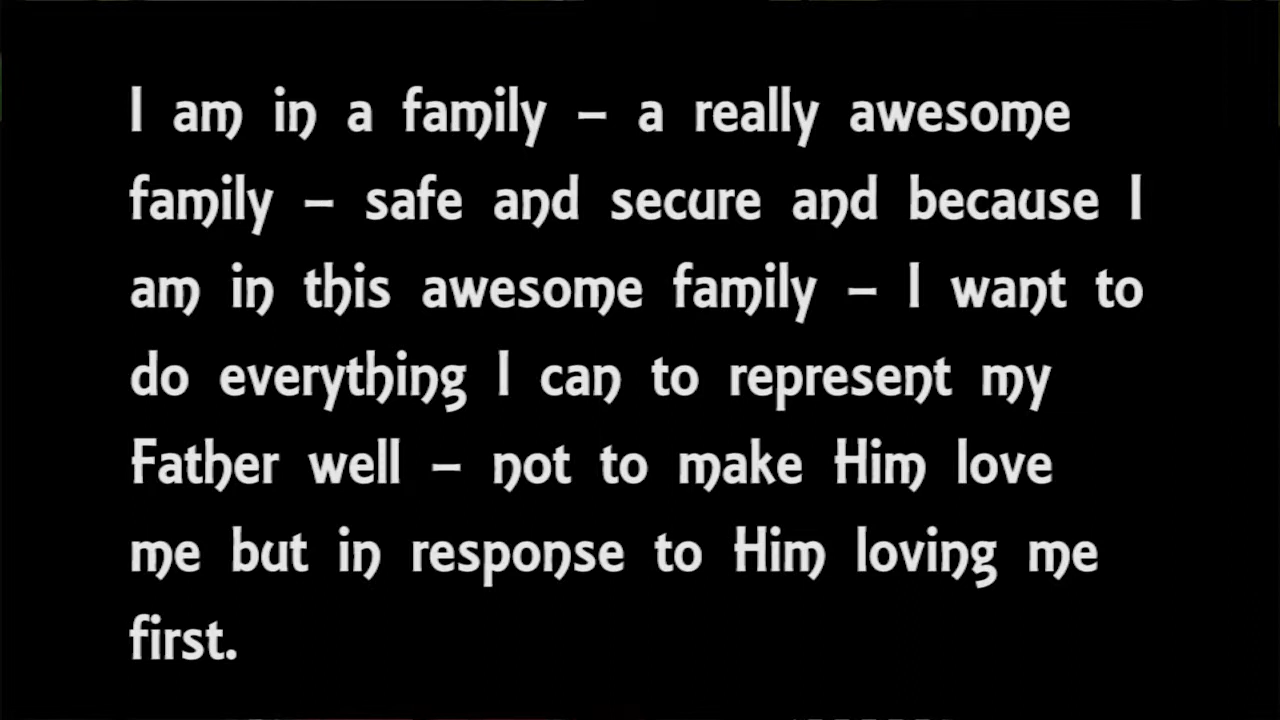 I am in a family – a really awesome
family – safe and secure and because I
am in this awesome family – I want to
do everything I can to represent my
Father well – not to make Him love
me but in response to Him loving me
first.